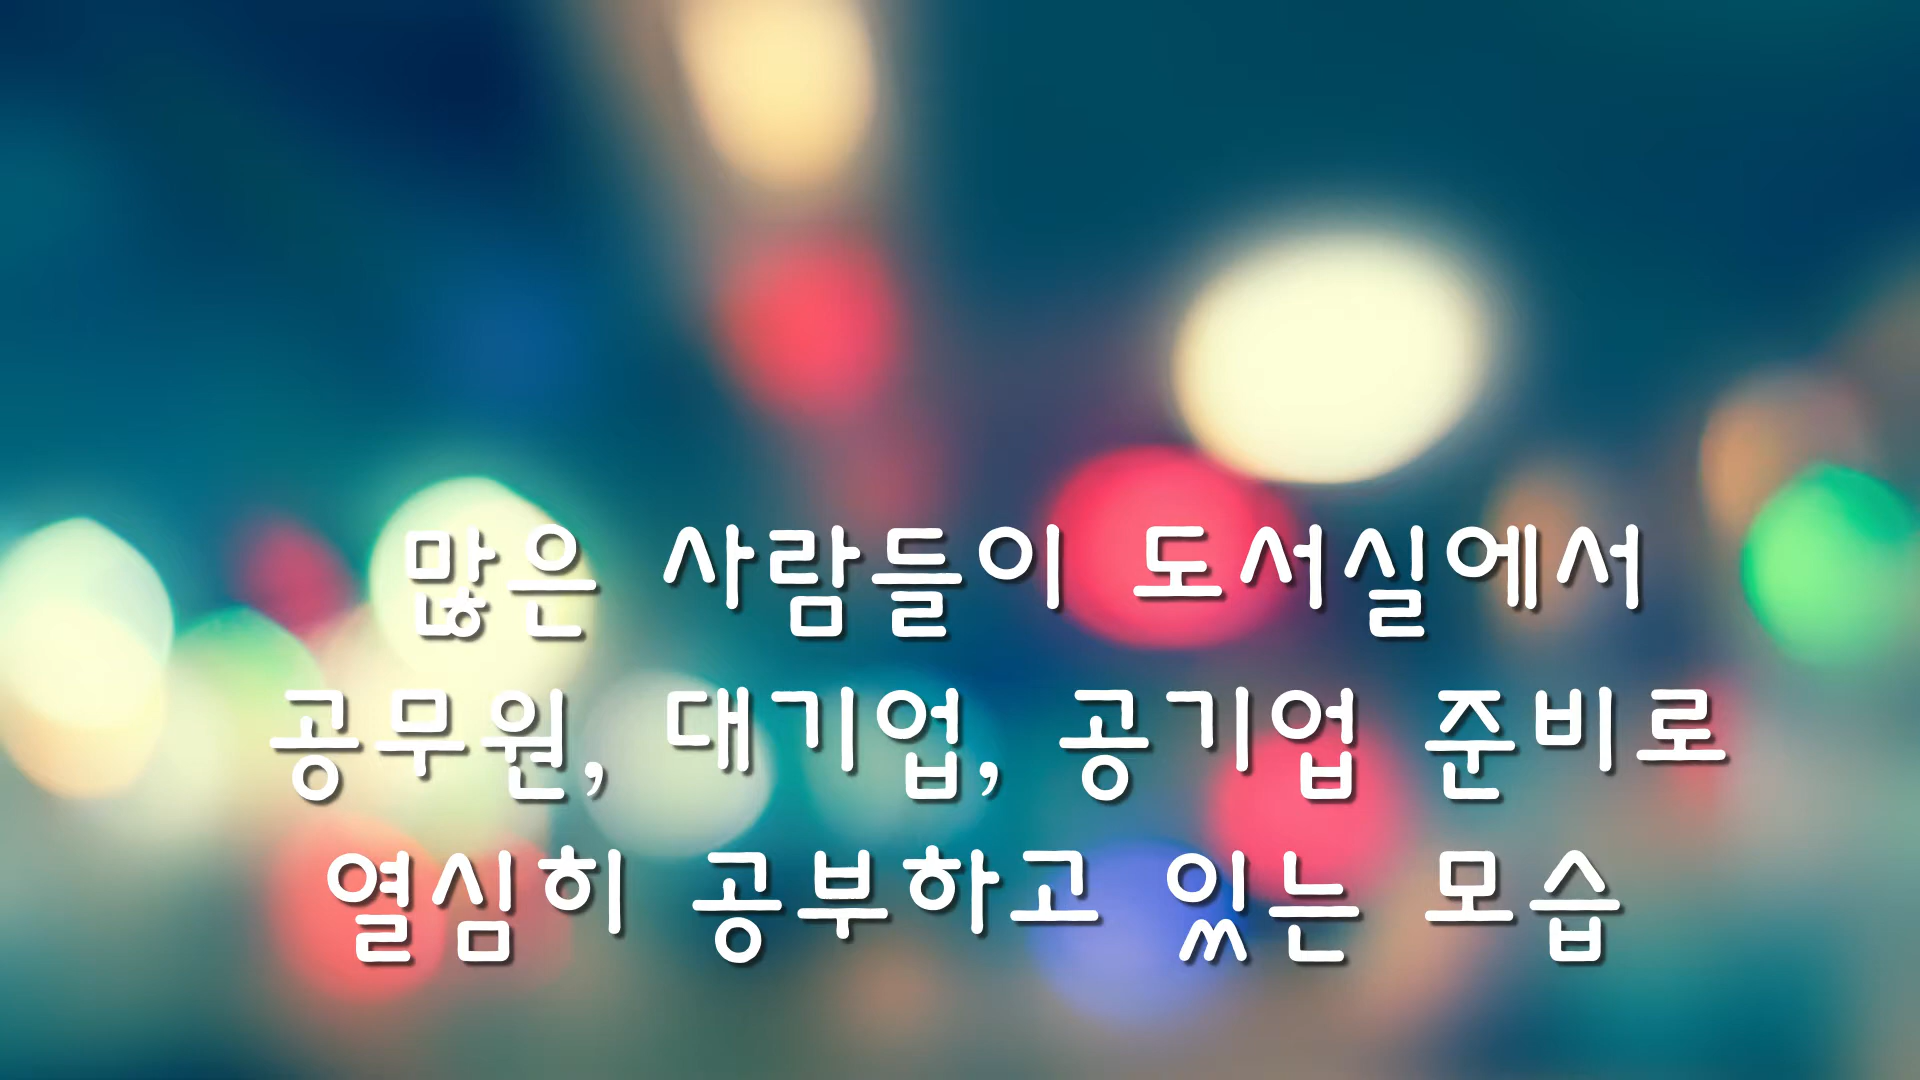 많은 사람들이 도서실에서
공무원, 대기업, 공기업 준비로
열심히 공부하고 있는 모습